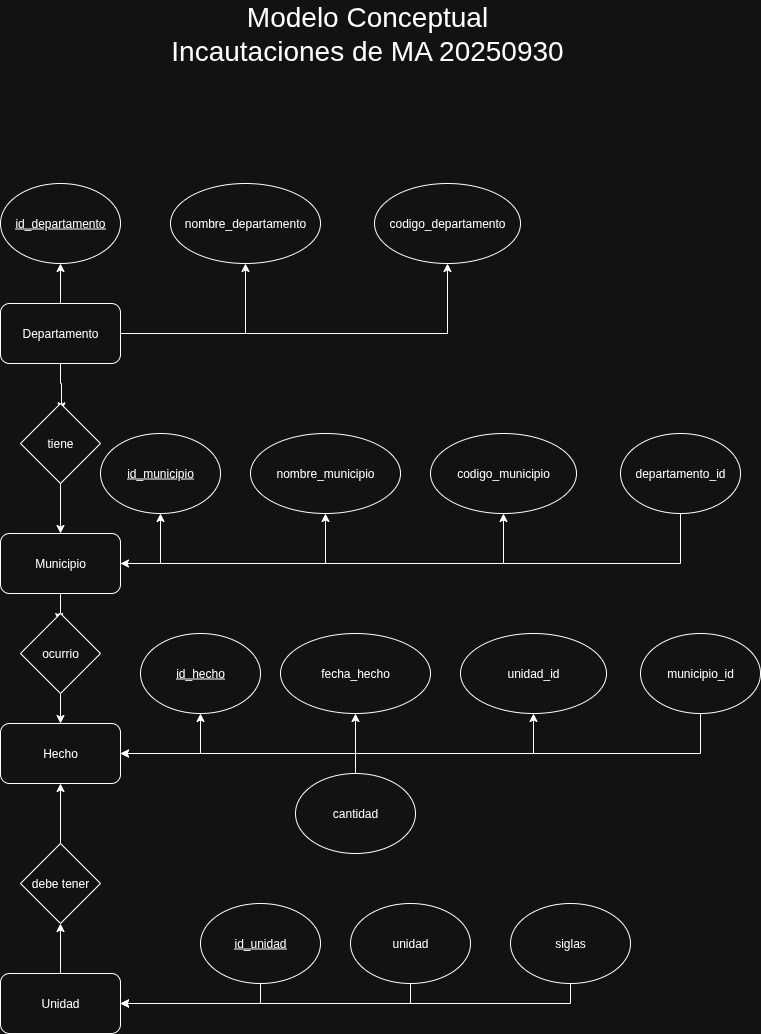 Modelo Conceptual
Incautaciones de MA 20250930
id_departamento
nombre_departamento
codigo_departamento
Departamento
tiene
id_municipio
nombre_municipio
codigo_municipio
departamento_id
Municipio
ocurrio
id_hecho
fecha_hecho
unidad_id
municipio_id
Hecho
cantidad
debe tener
id_unidad
unidad
siglas
Unidad